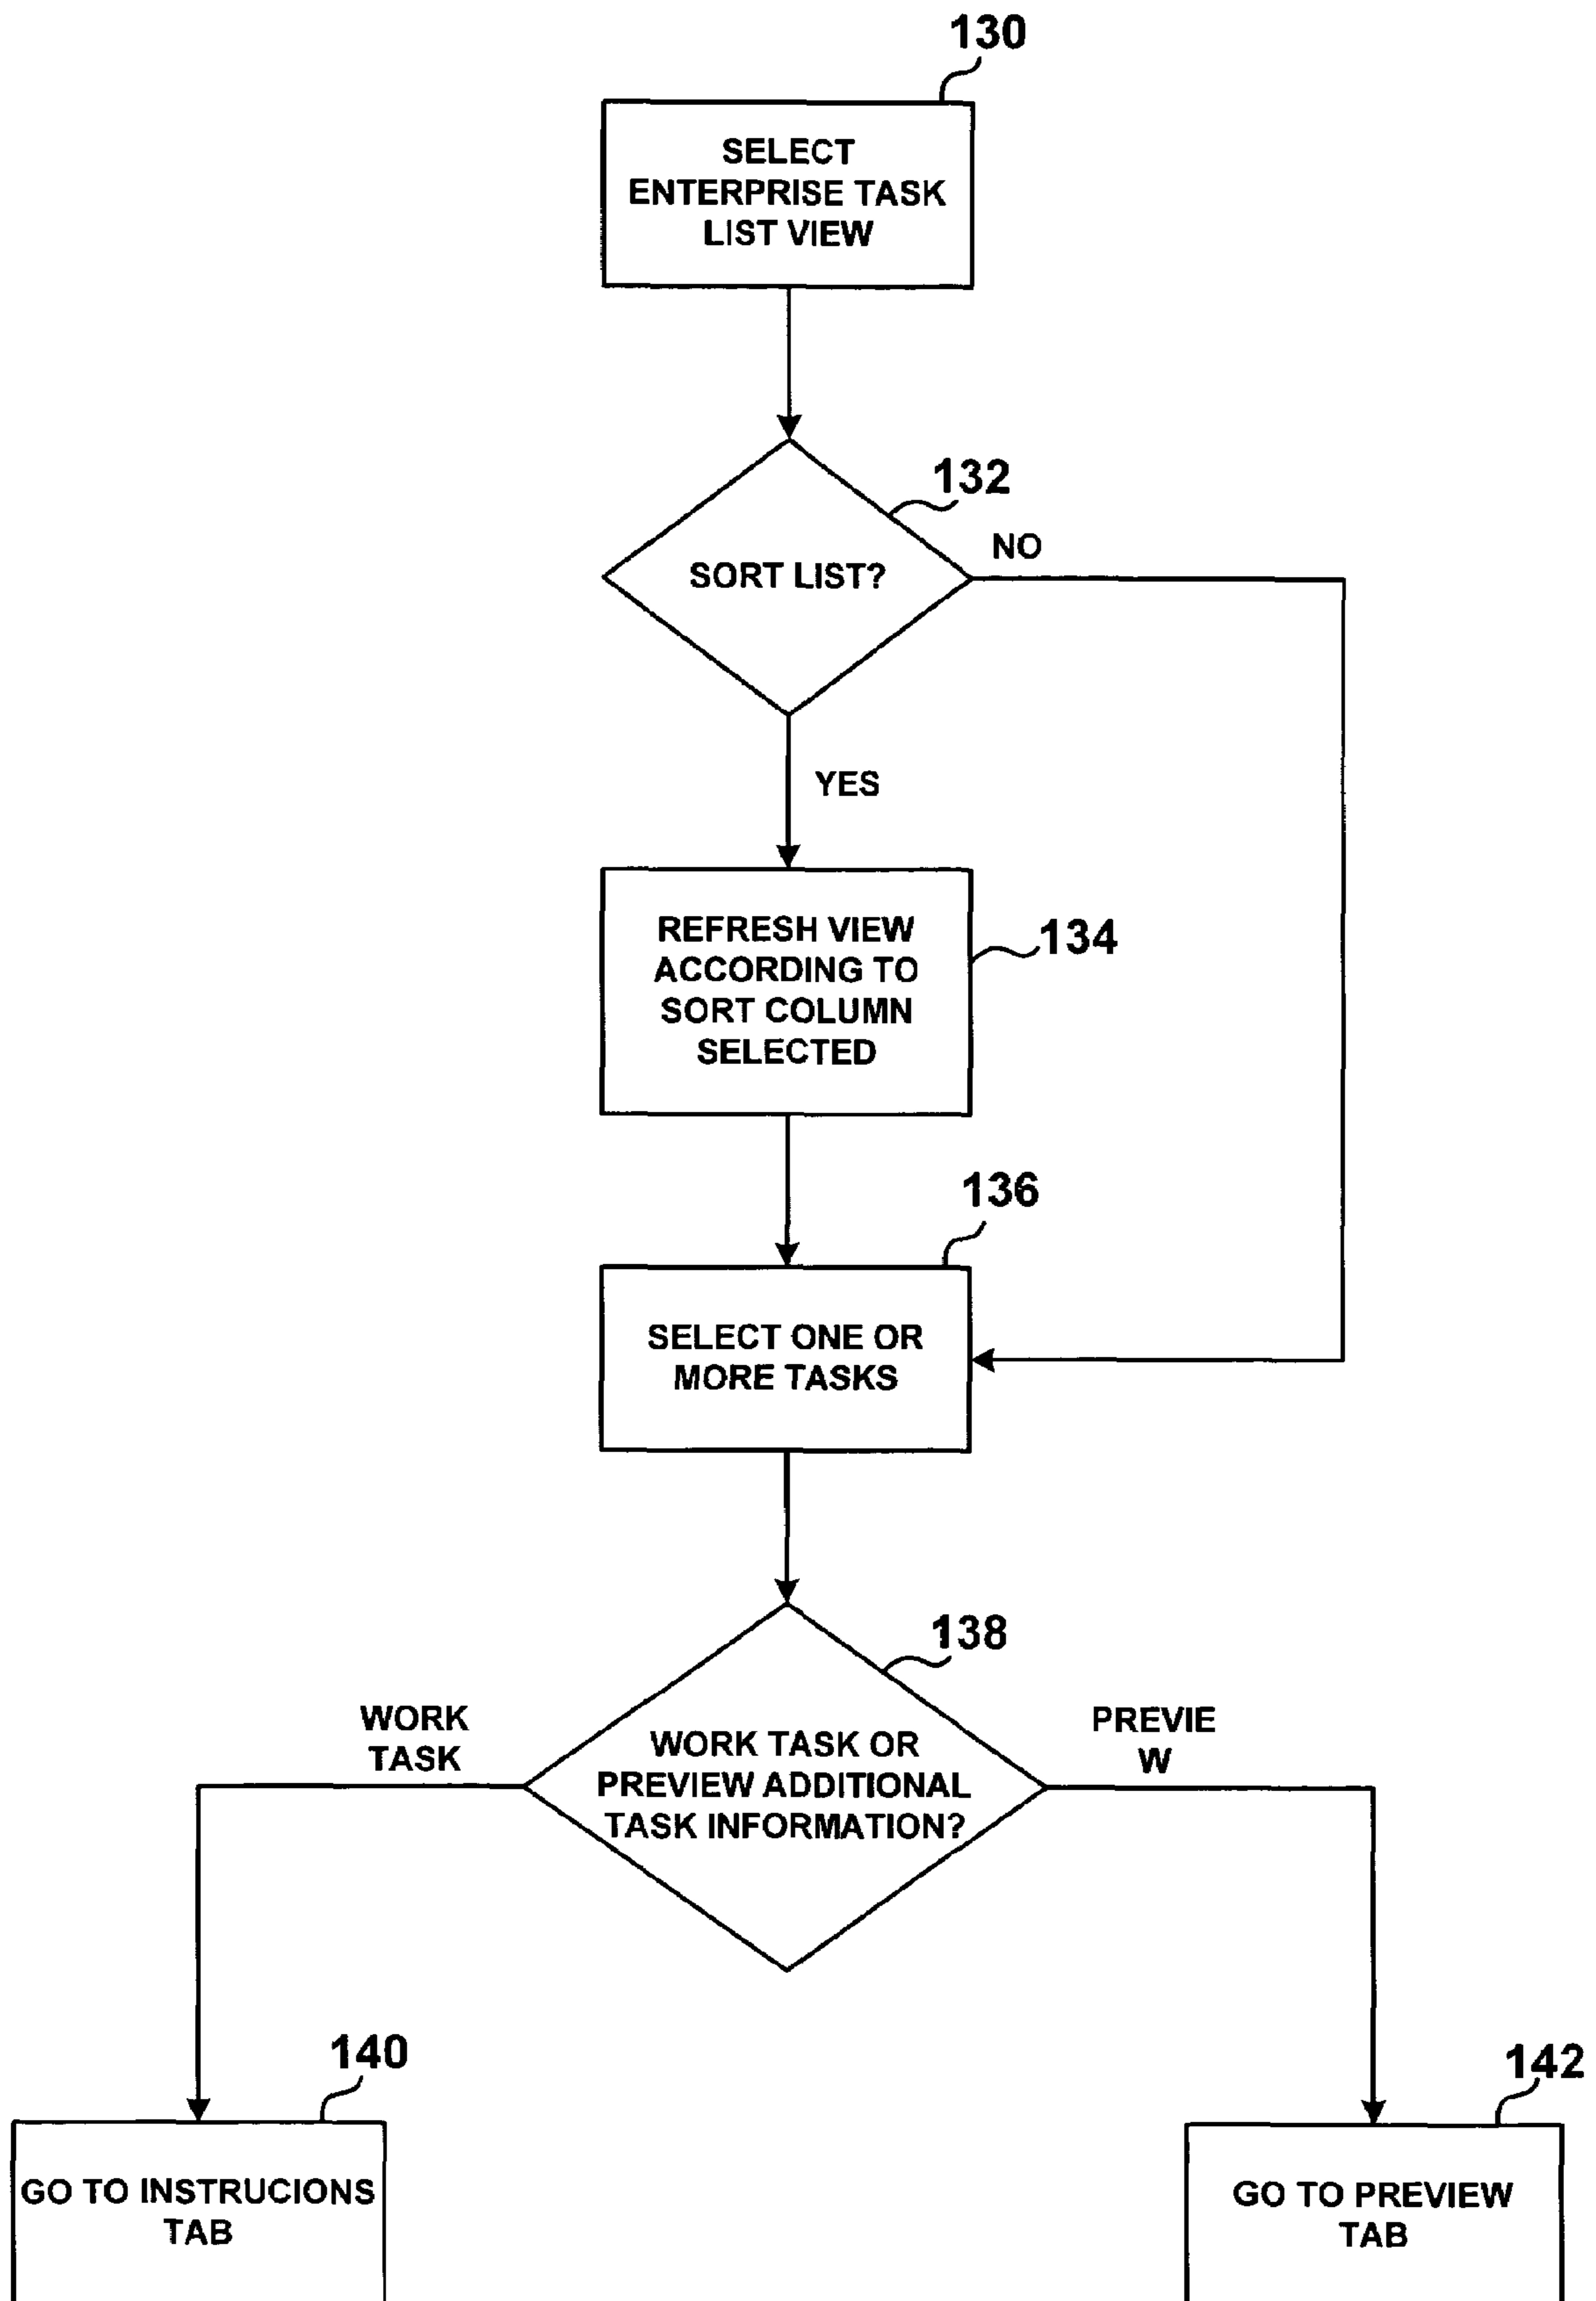 130
SELECT
ENTERPRISE TASK
LIST VIEW
132
NO
SORT LIST?
YES
REFRESH VIEW
ACCORDING TO
SORT COLUMN
SELECTED
134
136
SELECT ONE OR
MORE TASKS
138
WORK
TASK
WORK TASK OR
PREVIEW ADDITIONAL
TASK INFORMATION?
PREVIE
W
140
GO TO INSTRUCIONS
TAB
142
GO TO PREVIEW
TAB